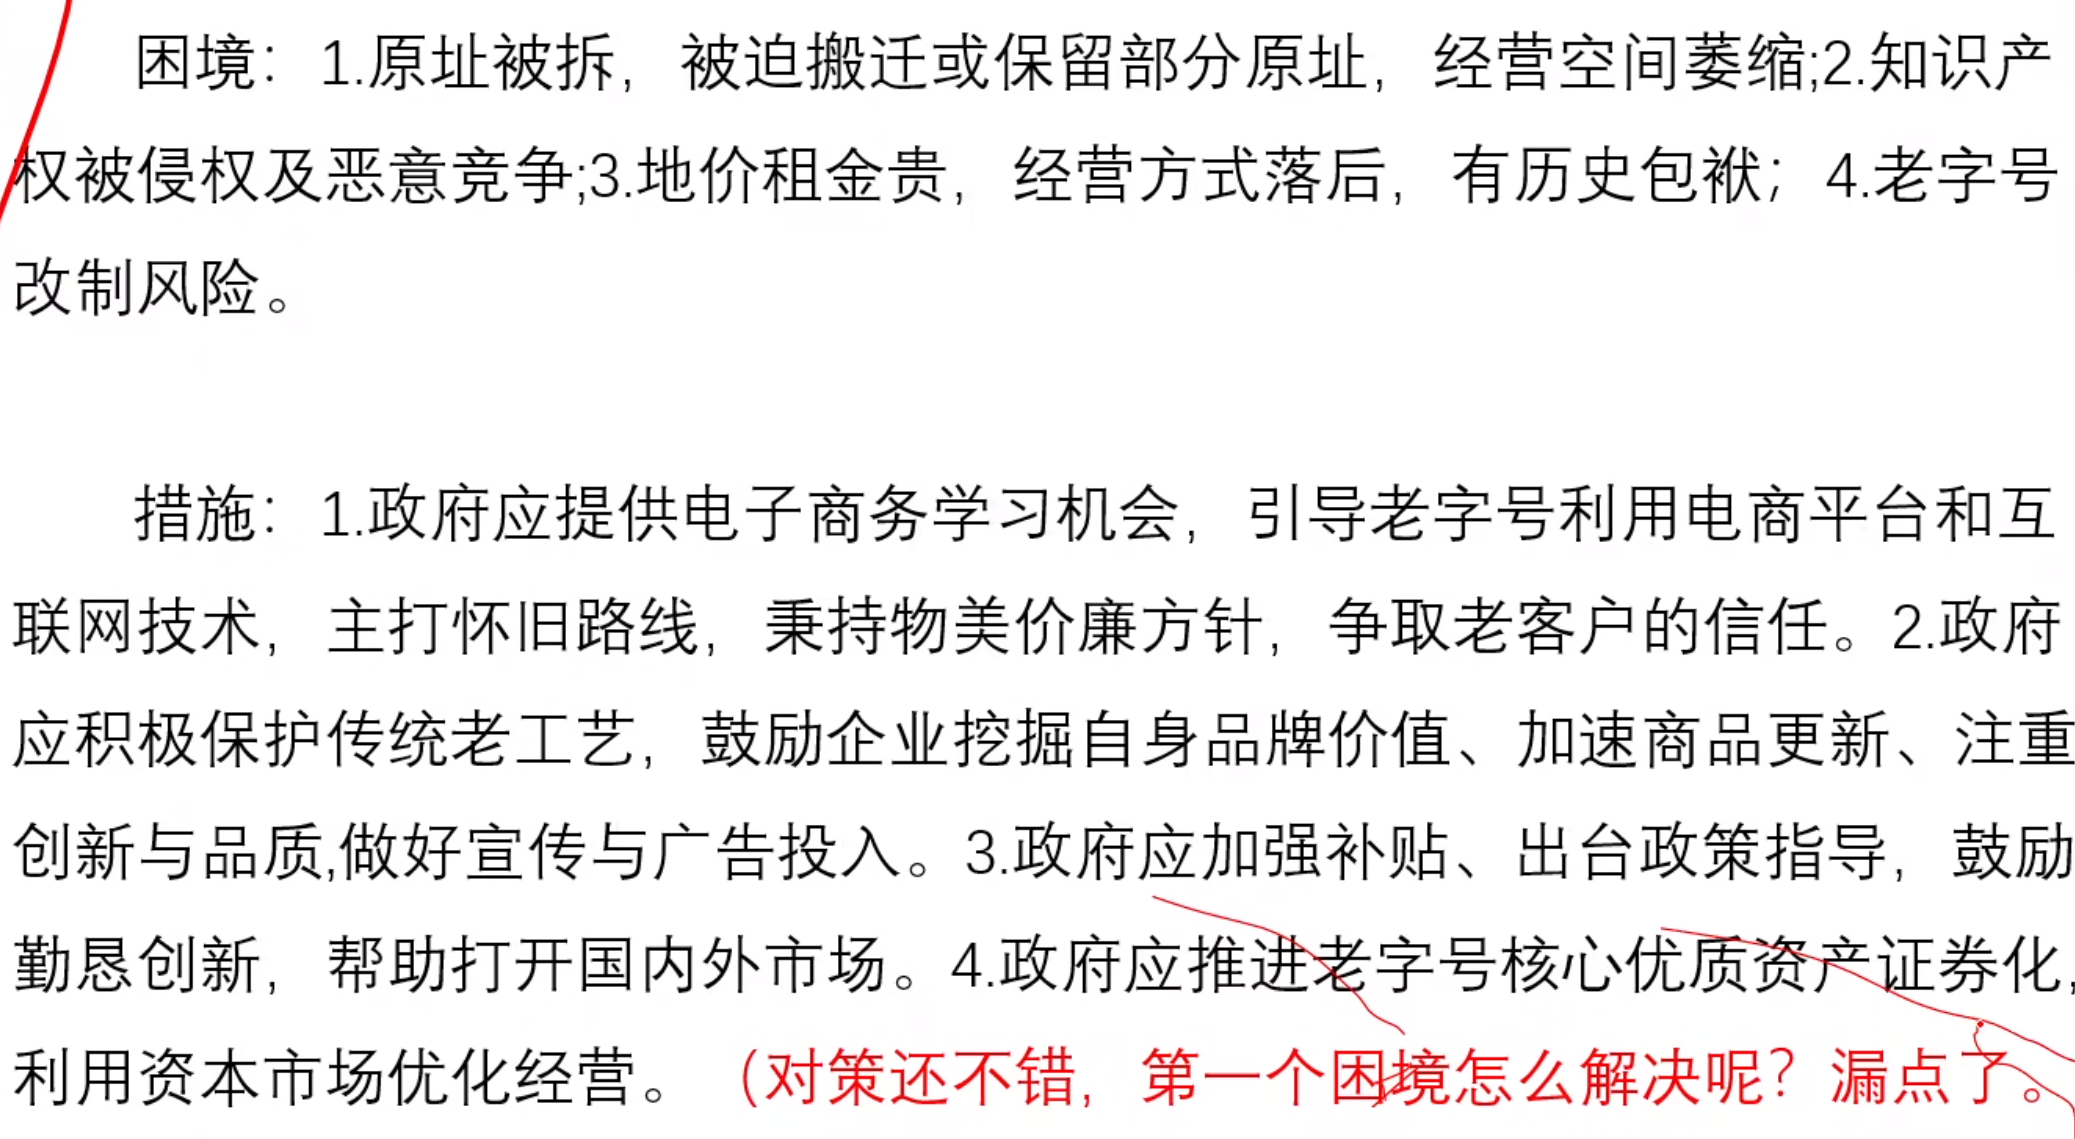 困境：1.原址被拆，被迫搬迁或保留部分原址，经营空间萎缩;2.知识产
权被侵权及恶意竞争;3.地价租金贵，经营方式落后，有历史包袱；4.老字号
改制风险。
措施：1.政府应提供电子商务学习机会，引导老字号利用电商平台和互
联网技术，主打怀旧路线，秉持物美价廉方针，争取老客户的信任。2.政府
应积极保护传统老工艺，鼓励企业挖掘自身品牌价值、加速商品更新、注重
创新与品质,做好宣传与广告投入。3.政府应加强补贴、出台政策指导，鼓励
勤恳创新，帮助打开国内外市场。4.政府应推进老字号核心优质资产证券化，
利用资本市场优化经营。（对策还不错，第一个困境怎么解决呢？漏点了。